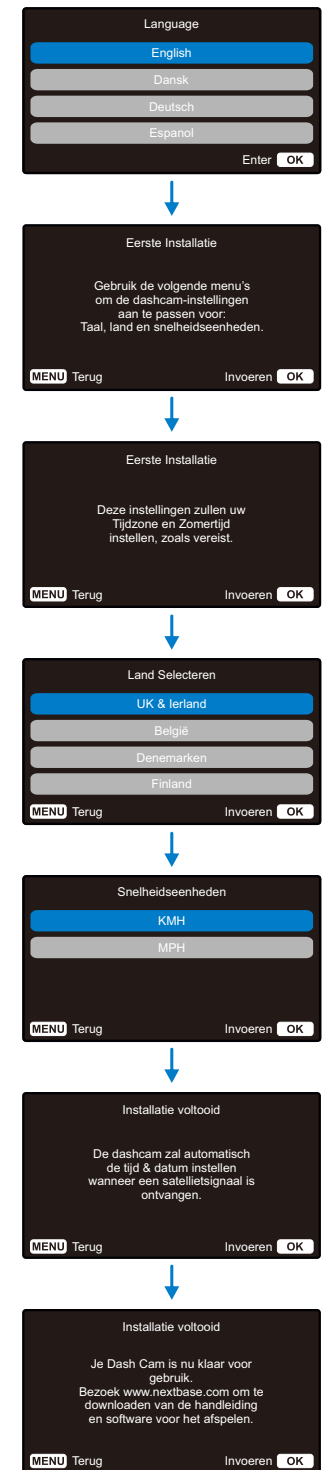 Language
English
Dansk
Deutsch
Espanol
Enter OK
Eerste Installatie
Gebruik de volgende menu's
om de dashcam-instellingen
aan te passen voor:
Taal, land en snelheidseenheden.
MENU Terug Invoeren OK
Eerste Installatie
Deze instellingen zullen uw
Tijdzone en Zomertijd
instellen, zoals vereist.
MENU Terug Invoeren OK
Land Selecteren
UK & Ierland
België
Denemarken
Finland
MENU Terug Invoeren OK
Snelheidseenheden
KMH
MPH
MENU Terug Invoeren OK
Installatie voltooid
De dashcam zal automatisch
de tijd & datum instellen
wanneer een satellietsignaal is
ontvangen.
MENU Terug Invoeren OK
Installatie voltooid
Je Dash Cam is nu klaar voor
gebruik.
Bezoek www.nextbase.com om te
downloaden van de handleiding
en software voor het afspelen.
MENU Terug Invoeren OK